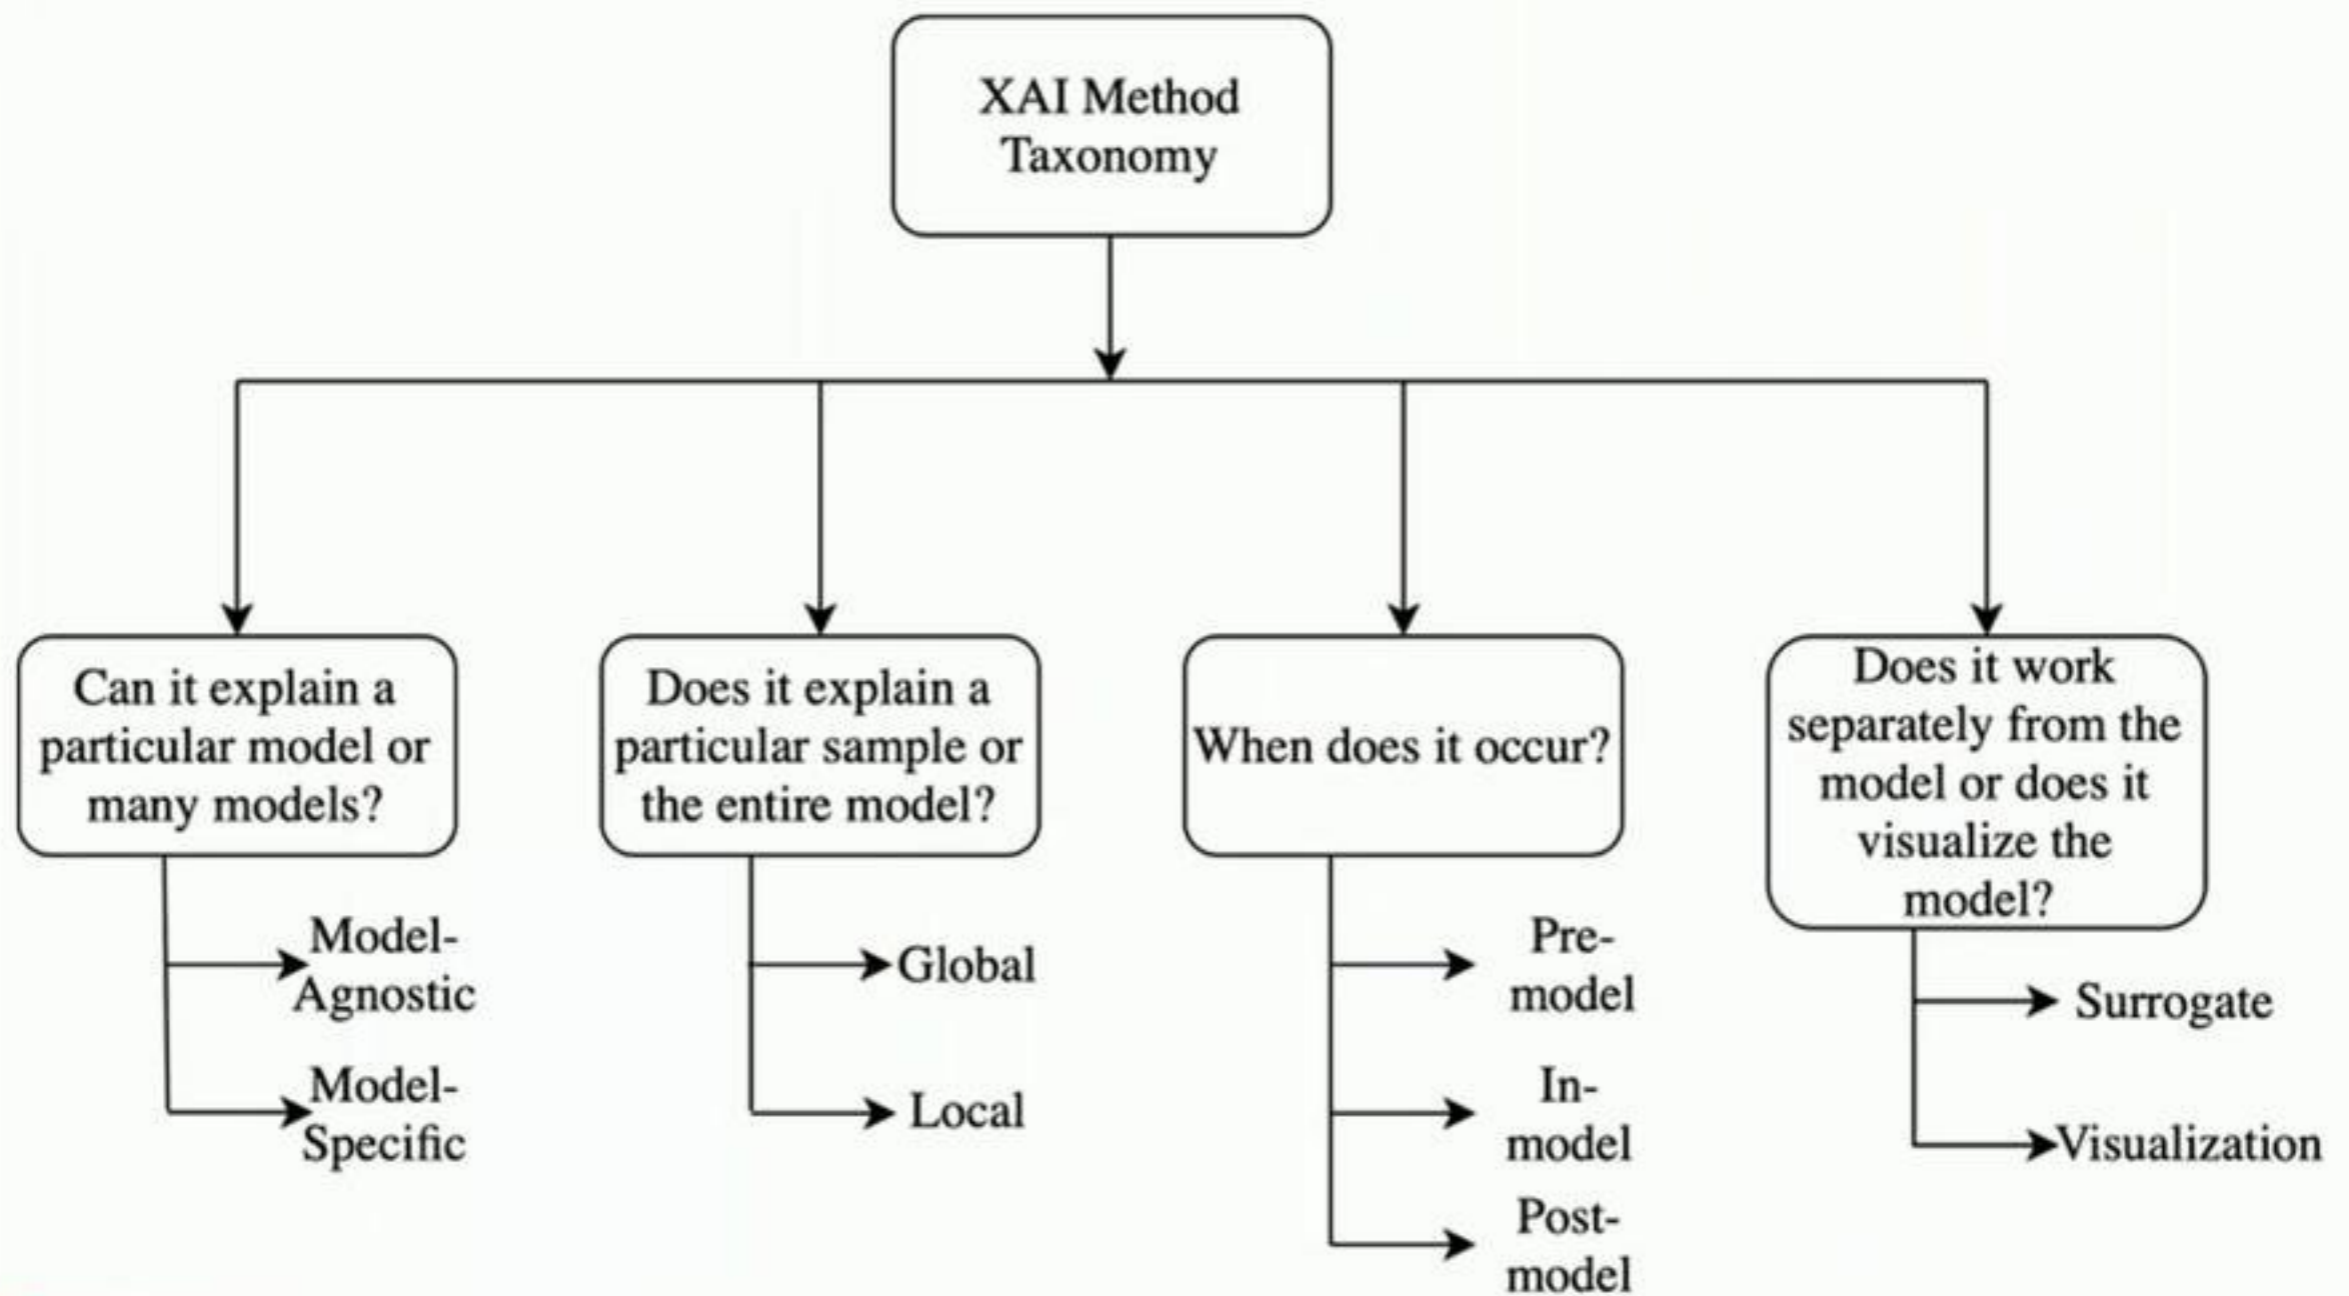 XAI Method
Taxonomy
Can it explain a
particular model or
many models?
Does it explain a
particular sample or
the entire model?
When does it occur?
Does it work
separately from the
model or does it
visualize the
model?
Model-
Agnostic
Model-
Specific
Global
Local
Pre-
model
In-
model
Post-
model
Surrogate
Visualization